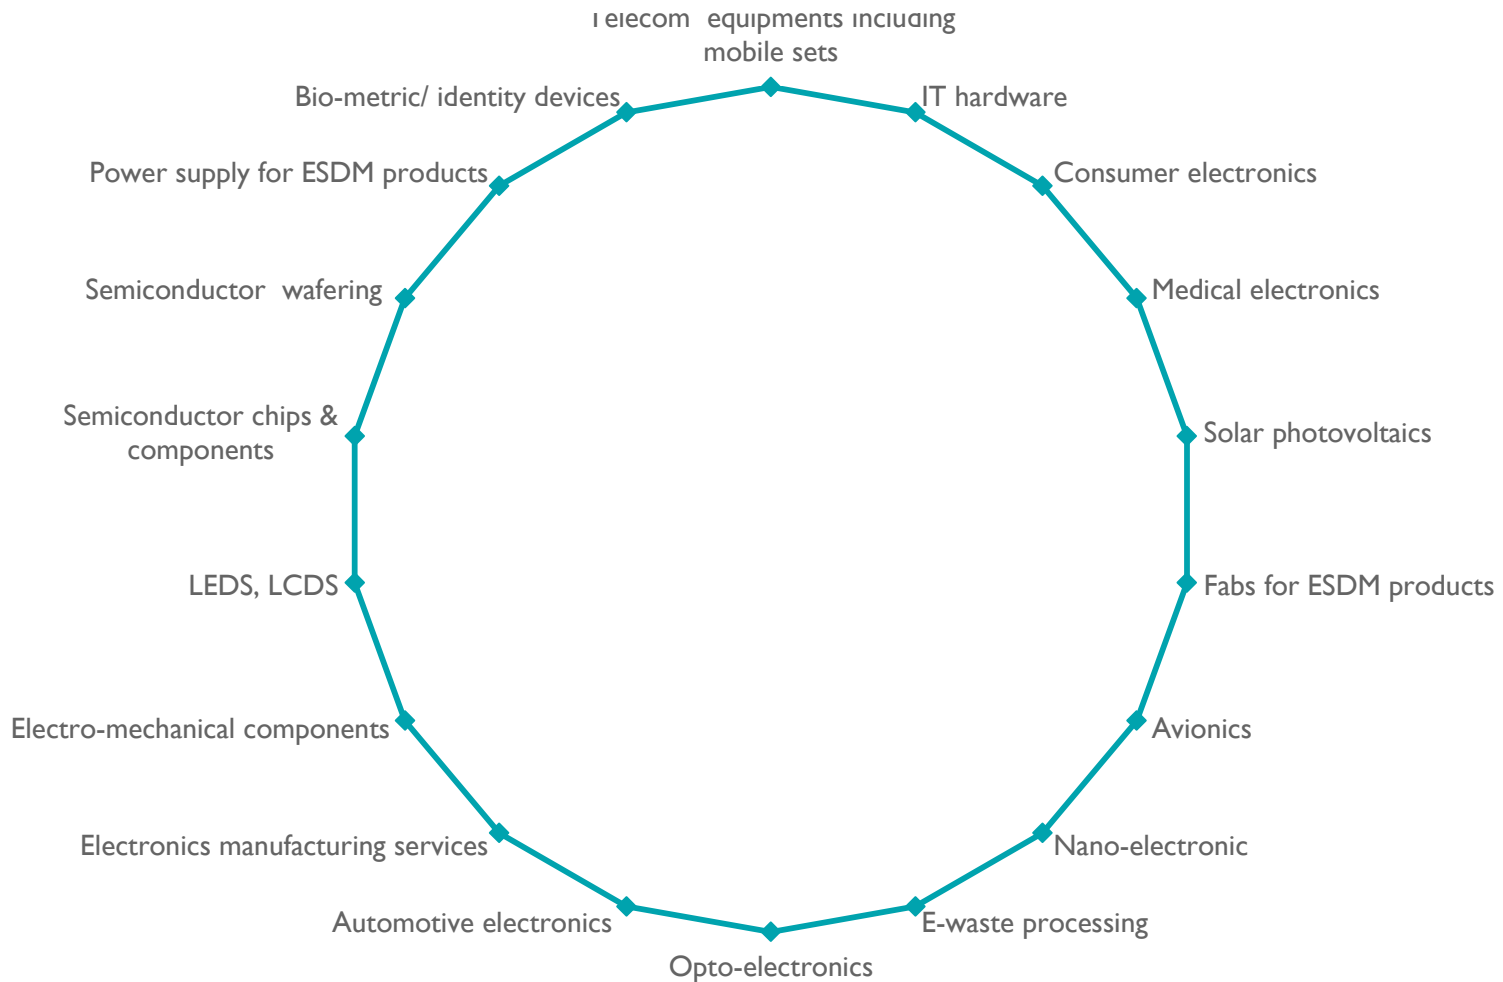 Telecom equipments including
mobile sets
Bio-metric/ identity devices
IT hardware
Power supply for ESDM products
Consumer electronics
Semiconductor wafering
Medical electronics
Semiconductor chips &
components
Solar photovoltaics
LEDS, LCDS
Fabs for ESDM products
Electro-mechanical components
Avionics
Electronics manufacturing services
Nano-electronic
Automotive electronics
E-waste processing
Opto-electronics